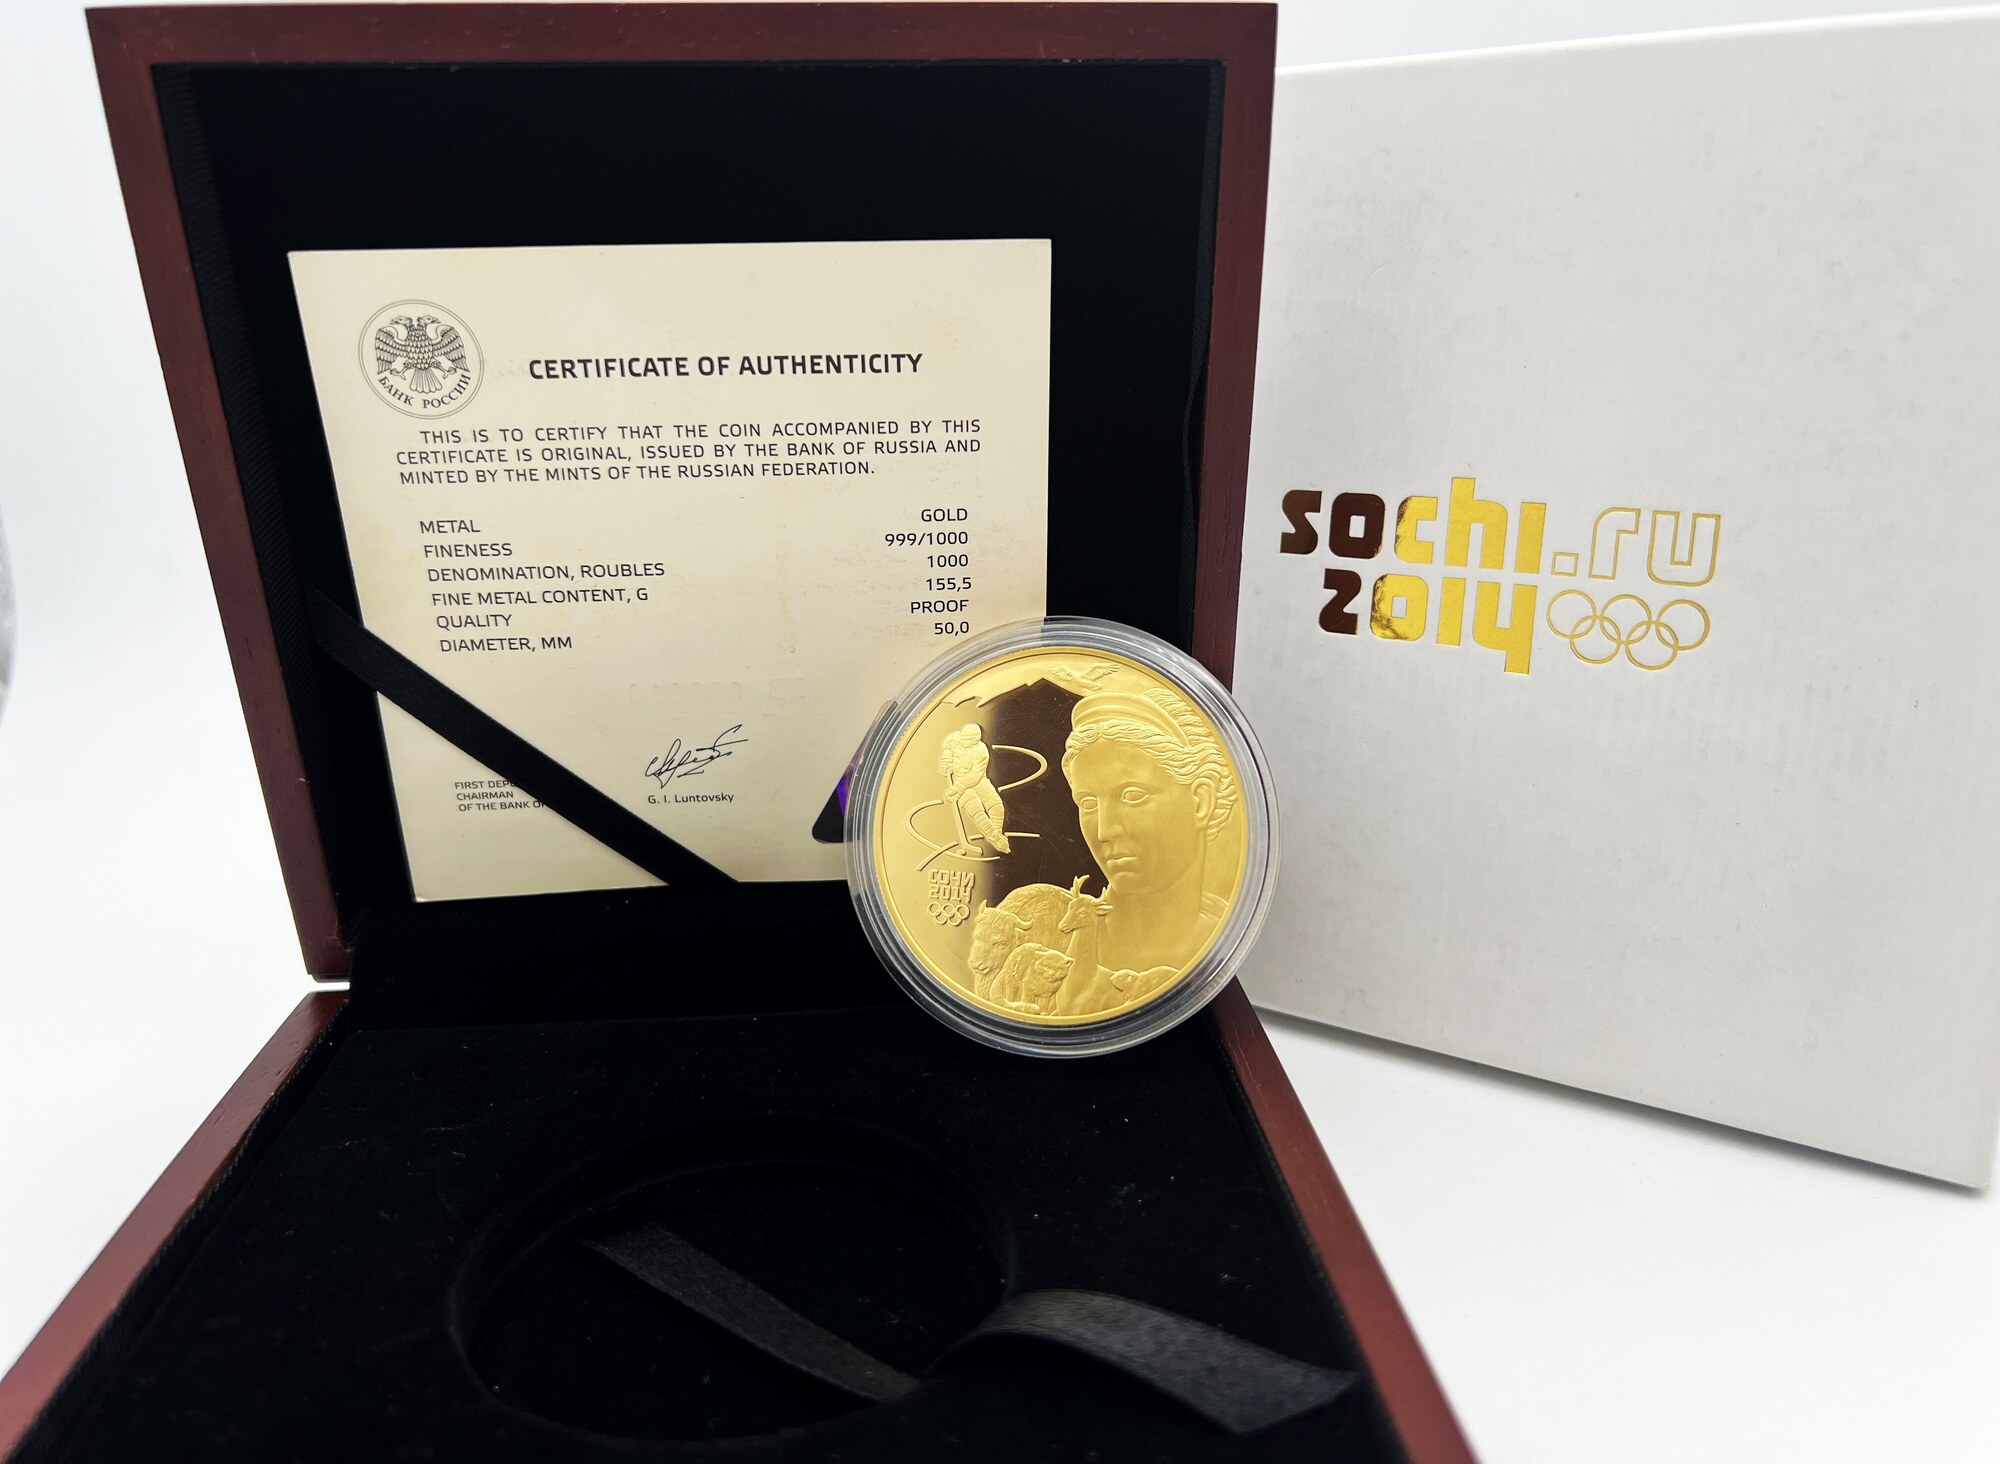 БАНК РОССИИ
CERTIFICATE OF AUTHENTICITY
THIS IS TO CERTIFY THAT THE COIN ACCOMPANIED BY THIS
CERTIFICATE IS ORIGINAL, ISSUED BY THE BANK OF RUSSIA AND
MINTED BY THE MINTS OF THE RUSSIAN FEDERATION.
METAL GOLD
FINENESS 999/1000
DENOMINATION, ROUBLES 1000
FINE METAL CONTENT, G 155,5
QUALITY PROOF
DIAMETER, MM 50,0
FIRST
CHAIRMAN
OF THE BANK
G. I. Luntovsky
сочи
2014
sochi.ru
2014